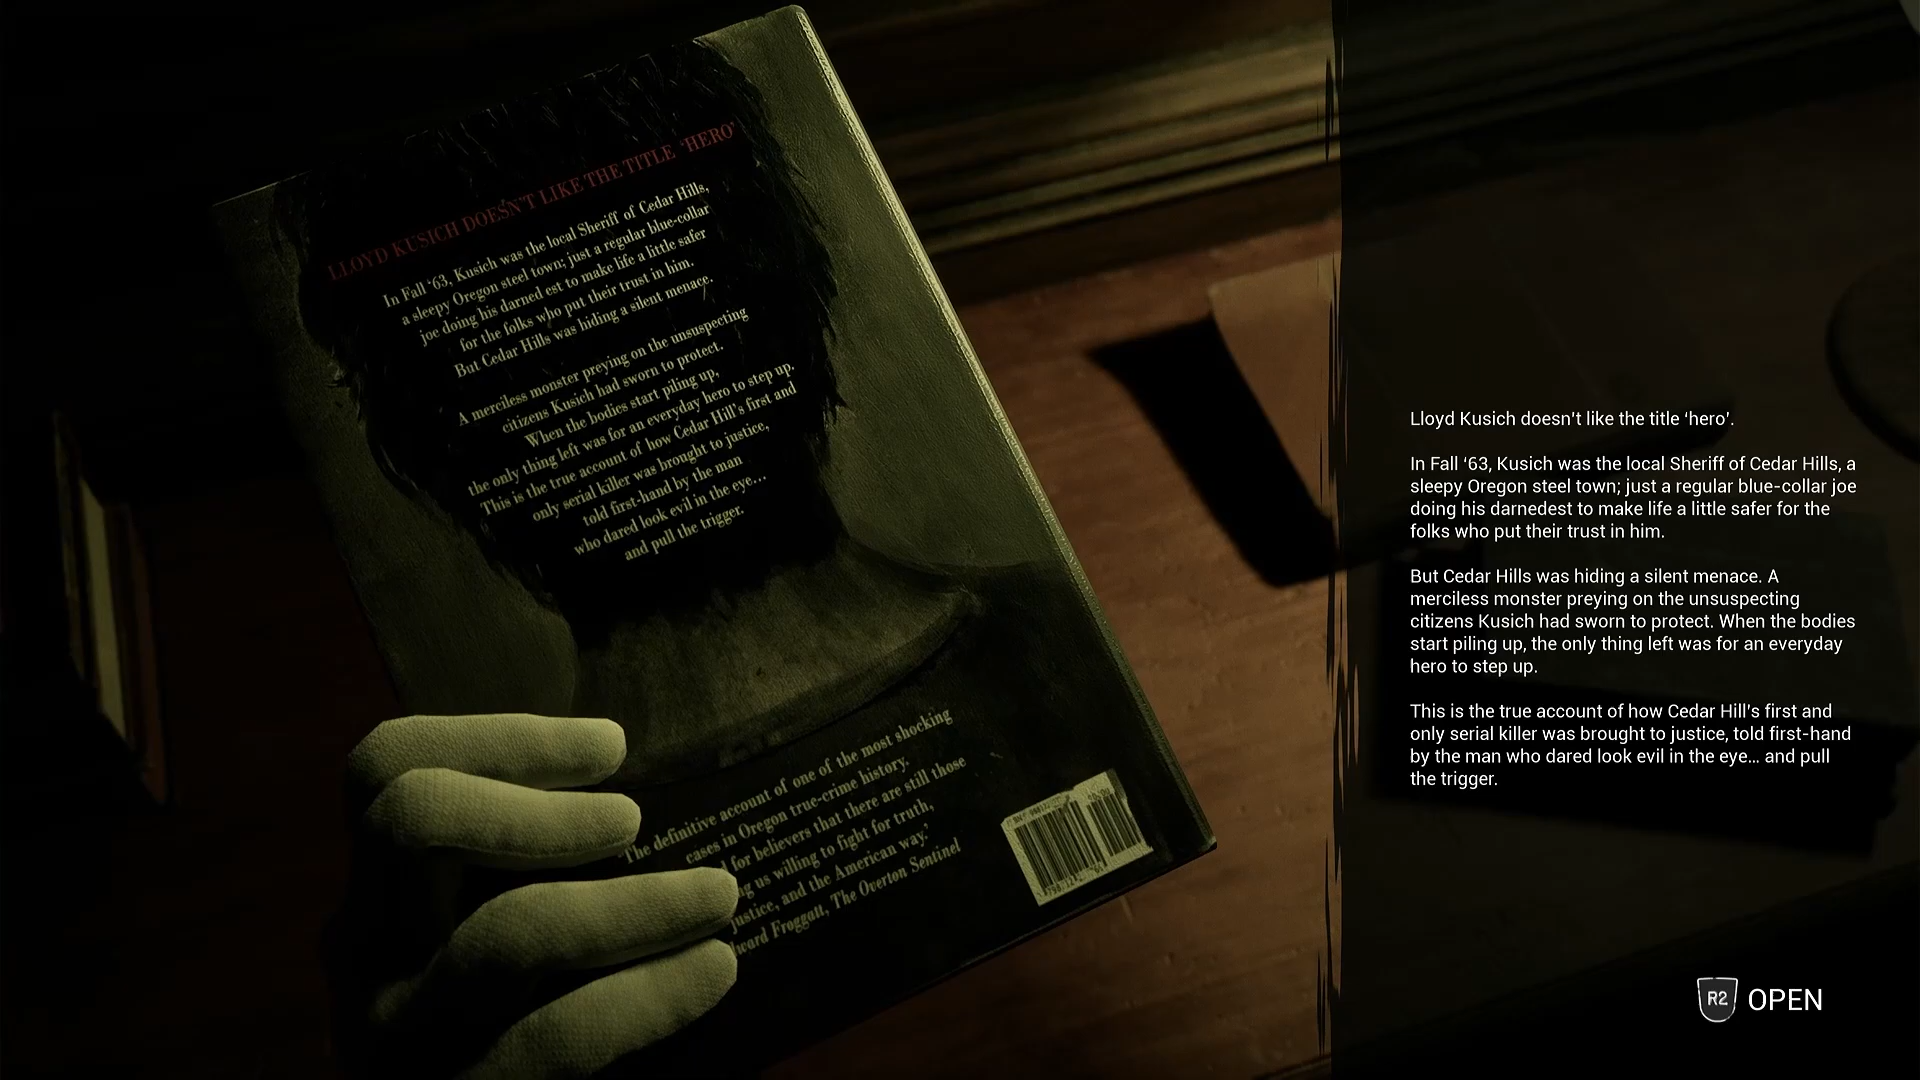 LLOYD KUSICH DOESN'T LIKE THE TITLE 'HERO'
In Fall '63, Kusich was the local Sheriff of Cedar Hills,
a sleepy Oregon steel town; just a regular blue-collar
joe doing his darned est to make life a little safer
for the folks who put their trust in him.
But Cedar Hills was hiding a silent menace.
A merciless monster preying on the unsuspecting
citizens Kusich had sworn to protect.
When the bodies start piling up,
the only thing left was for an everyday hero to step up.
This is the true account of how Cedar Hill's first and
only serial killer was brought to justice,
told first-hand by the man
who dared look evil in the eye...
and pull the trigger.
'The definitive account of one of the most shocking
cases in Oregon true-crime history.
for believers that there are still those
us willing to fight for truth,
justice, and the American way.'
Froggatt, The Overton Sentinel
Lloyd Kusich doesn't like the title ‘hero’.
In Fall ‘63, Kusich was the local Sheriff of Cedar Hills, a
sleepy Oregon steel town; just a regular blue-collar joe
doing his darnedest to make life a little safer for the
folks who put their trust in him.
But Cedar Hills was hiding a silent menace. A
merciless monster preying on the unsuspecting
citizens Kusich had sworn to protect. When the bodies
start piling up, the only thing left was for an everyday
hero to step up.
This is the true account of how Cedar Hill's first and
only serial killer was brought to justice, told first-hand
by the man who dared look evil in the eye... and pull
the trigger.
R2 OPEN